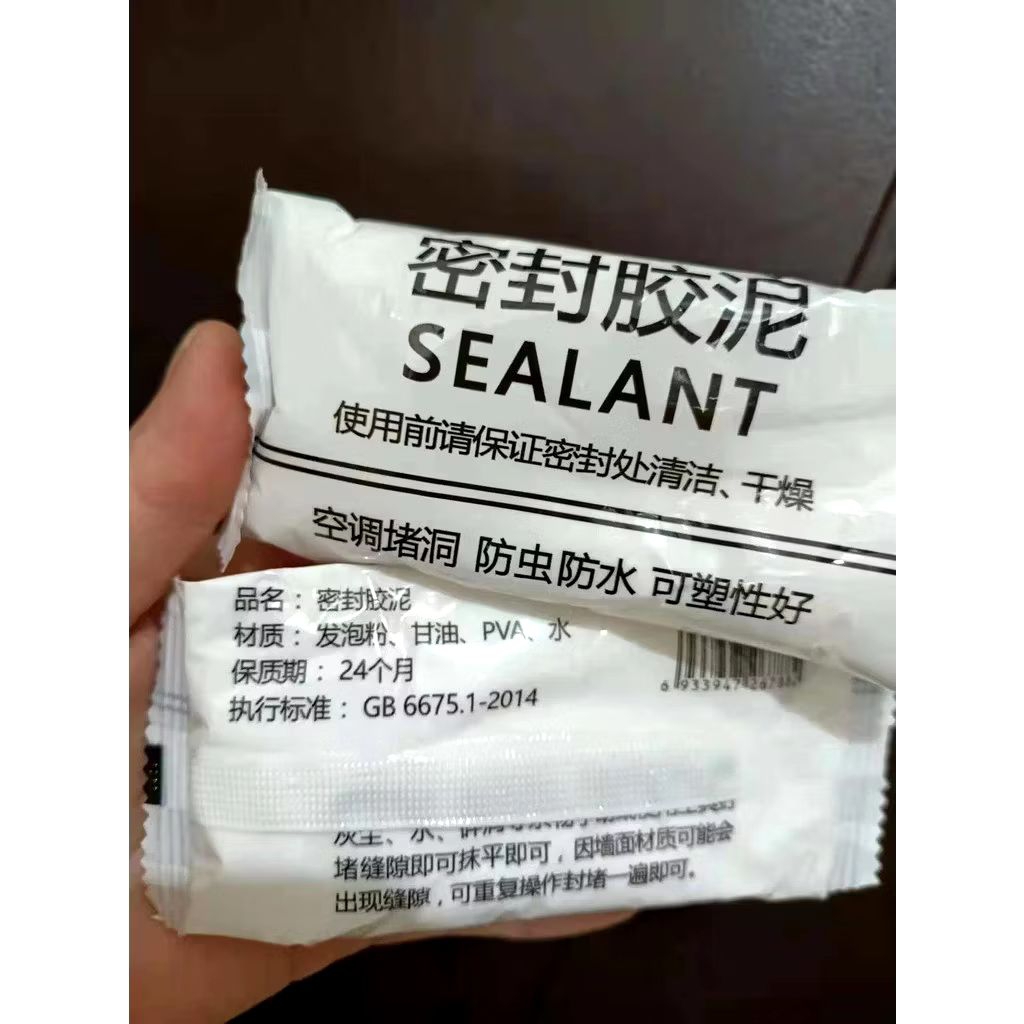 密封胶泥
SEALANT
使用前请保证密封处清洁、干燥
空调堵洞 防虫防水 可塑性好
品名：密封胶泥
材质：发泡粉、甘油、PVA、水
保质期：24个月
执行标准：GB 6675.1-2014
堵缝隙即可抹平即可，因墙面材质可能会
出现缝隙，可重复操作封堵一遍即可。